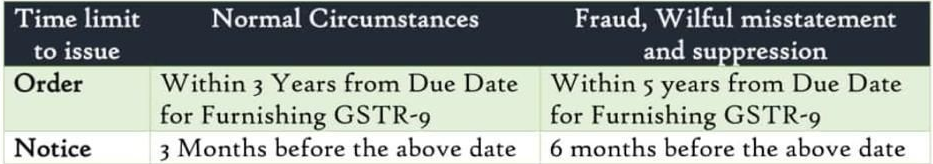 Time limit to issue
Normal Circumstances
Fraud, Wilful misstatement and suppression
Order
Within 3 Years from Due Date
for Furnishing GSTR-9
Within 5 years from Due Date
for Furnishing GSTR-9
Notice
3 Months before the above date
6 months before the above date